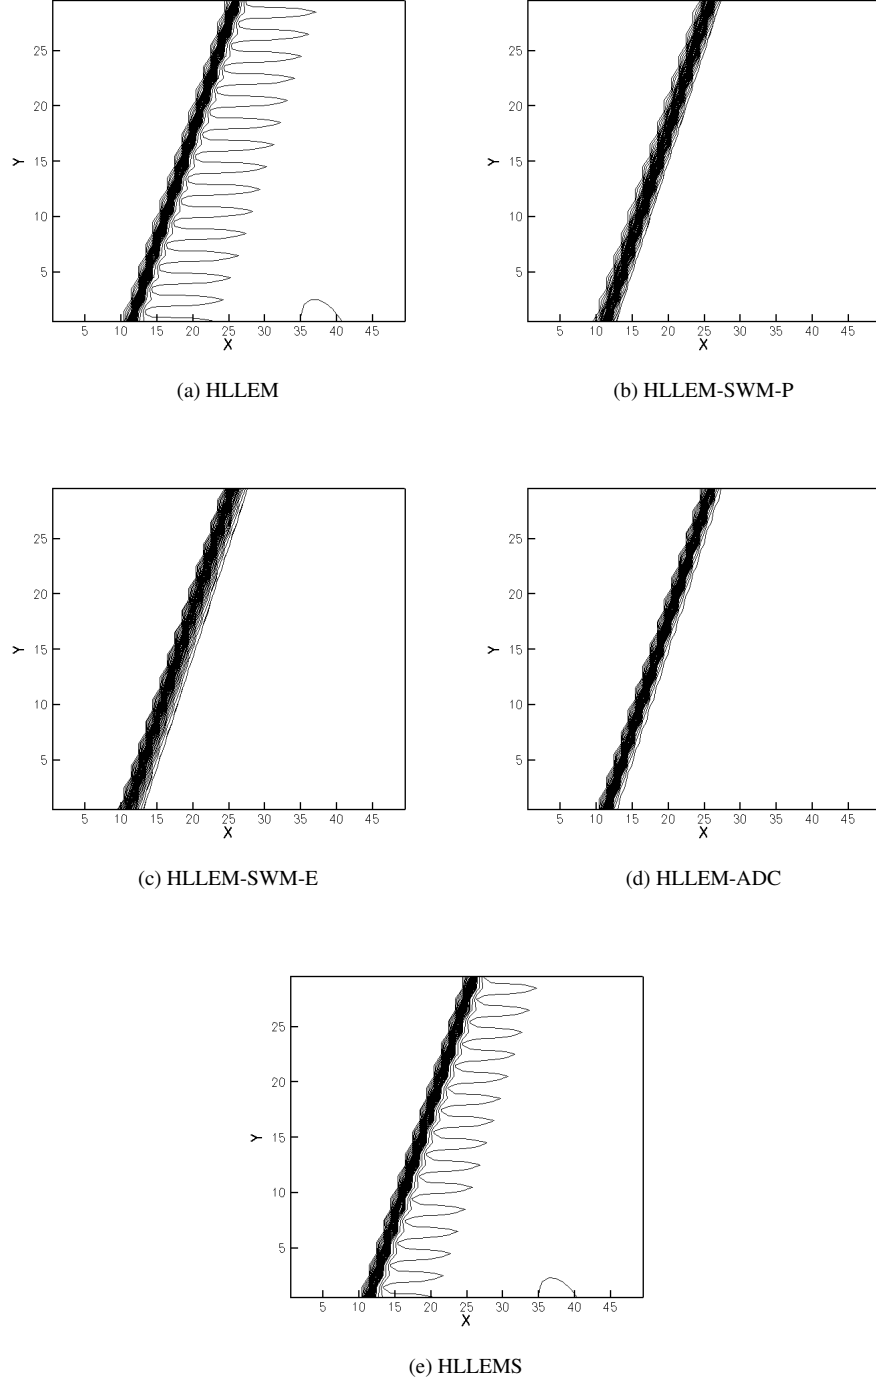 25
20
15
10
5
Y
5 10 15 20 25 30 35 40 45
X
(a) HLLEM
25
20
15
10
5
Y
5 10 15 20 25 30 35 40 45
X
(b) HLLEM-SWM-P
25
20
15
10
5
Y
5 10 15 20 25 30 35 40 45
X
(c) HLLEM-SWM-E
25
20
15
10
5
Y
5 10 15 20 25 30 35 40 45
X
(d) HLLEM-ADC
25
20
15
10
5
Y
5 10 15 20 25 30 35 40 45
X
(e) HLLEMS